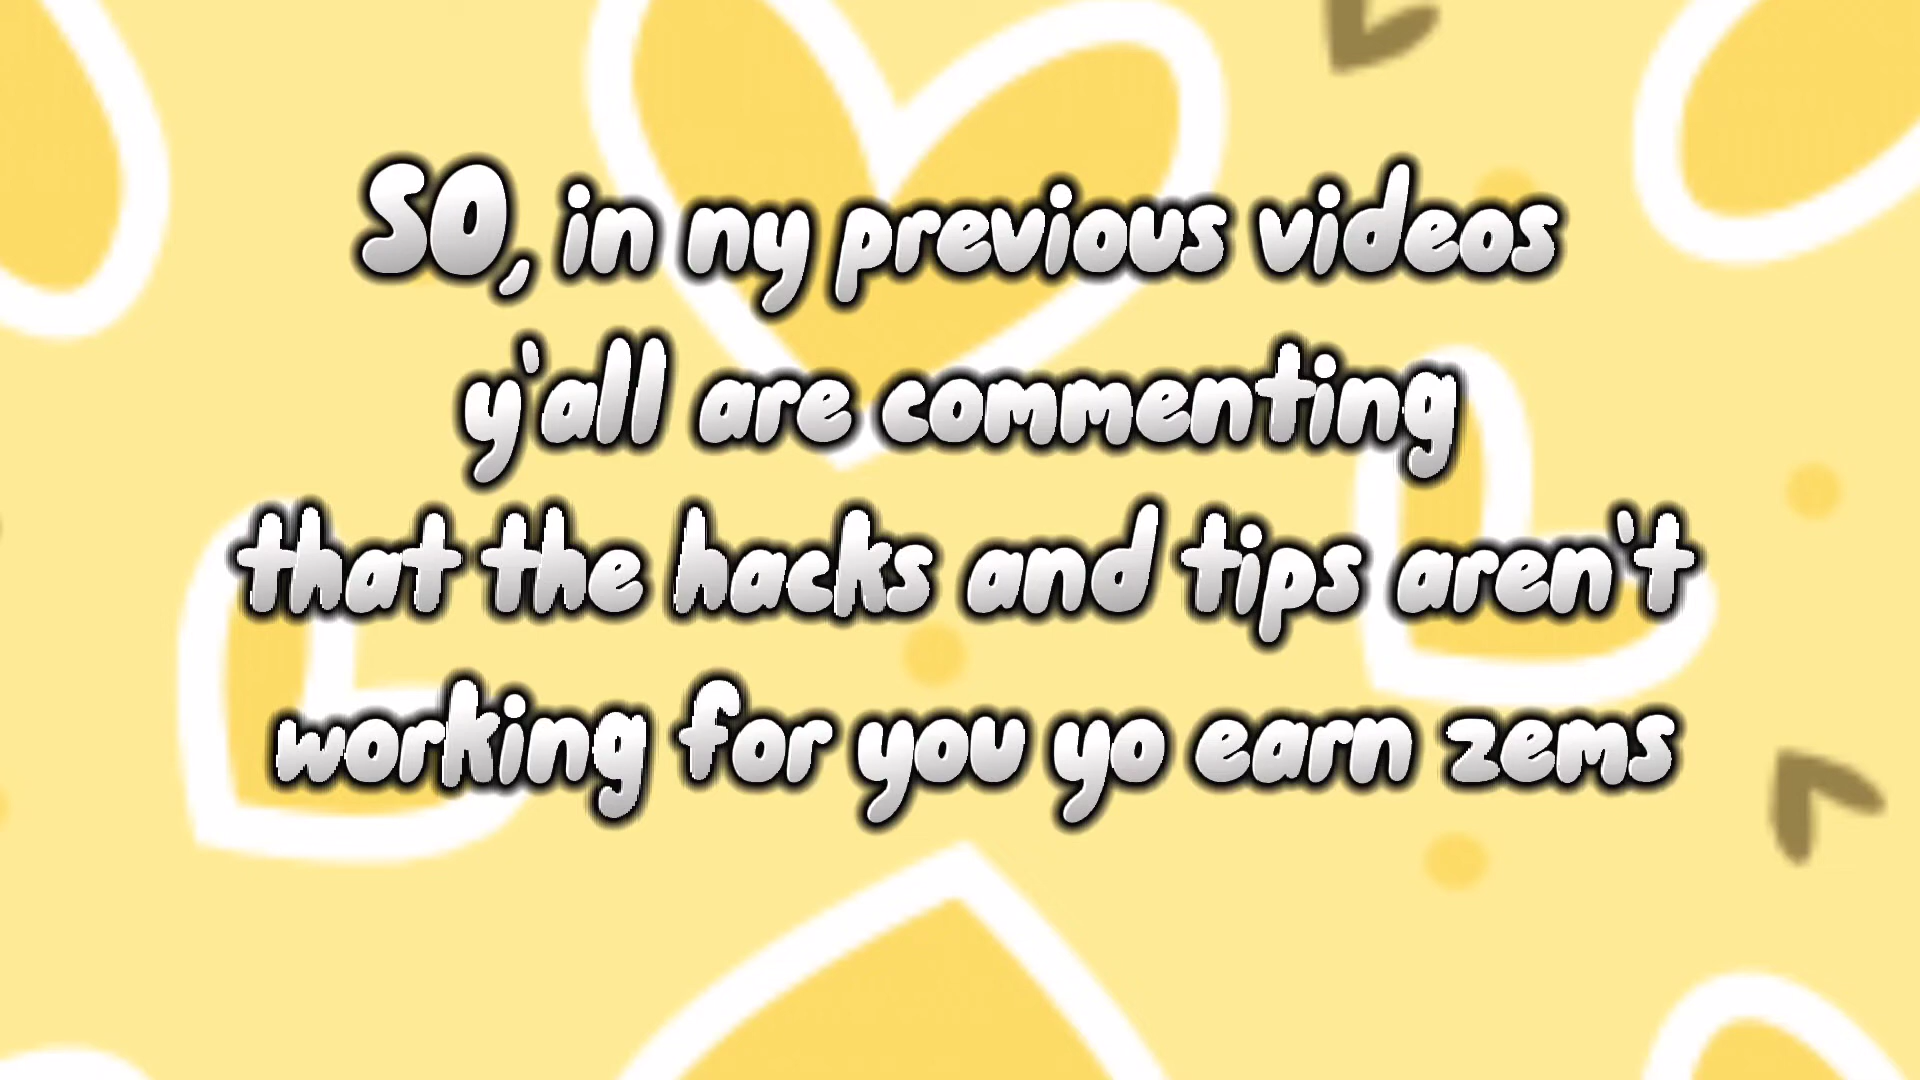 SO, in ny previous videos
y'all are commenting
that the hacks and tips aren't
working for you yo earn zems